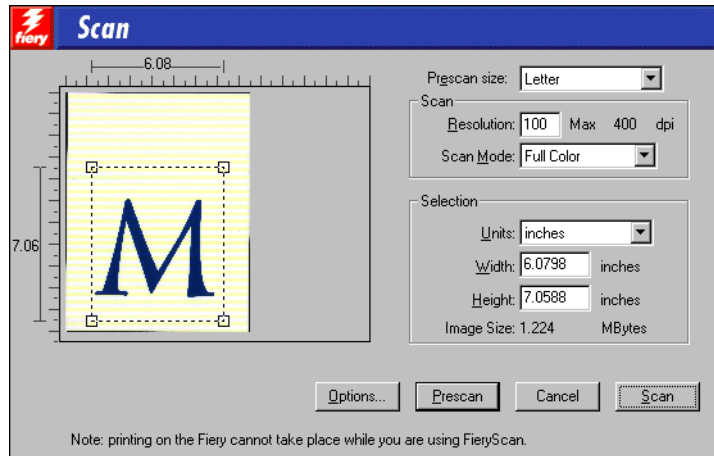 fiery
Scan
6.08
7.06
M
Prescan size: Letter
Scan
Resolution: 100 Max 400 dpi
Scan Mode: Full Color
Selection
Units: inches
Width: 6.0798 inches
Height: 7.0588 inches
Image Size: 1.224 MBytes
Options... Prescan Cancel Scan
Note: printing on the Fiery cannot take place while you are using FieryScan.